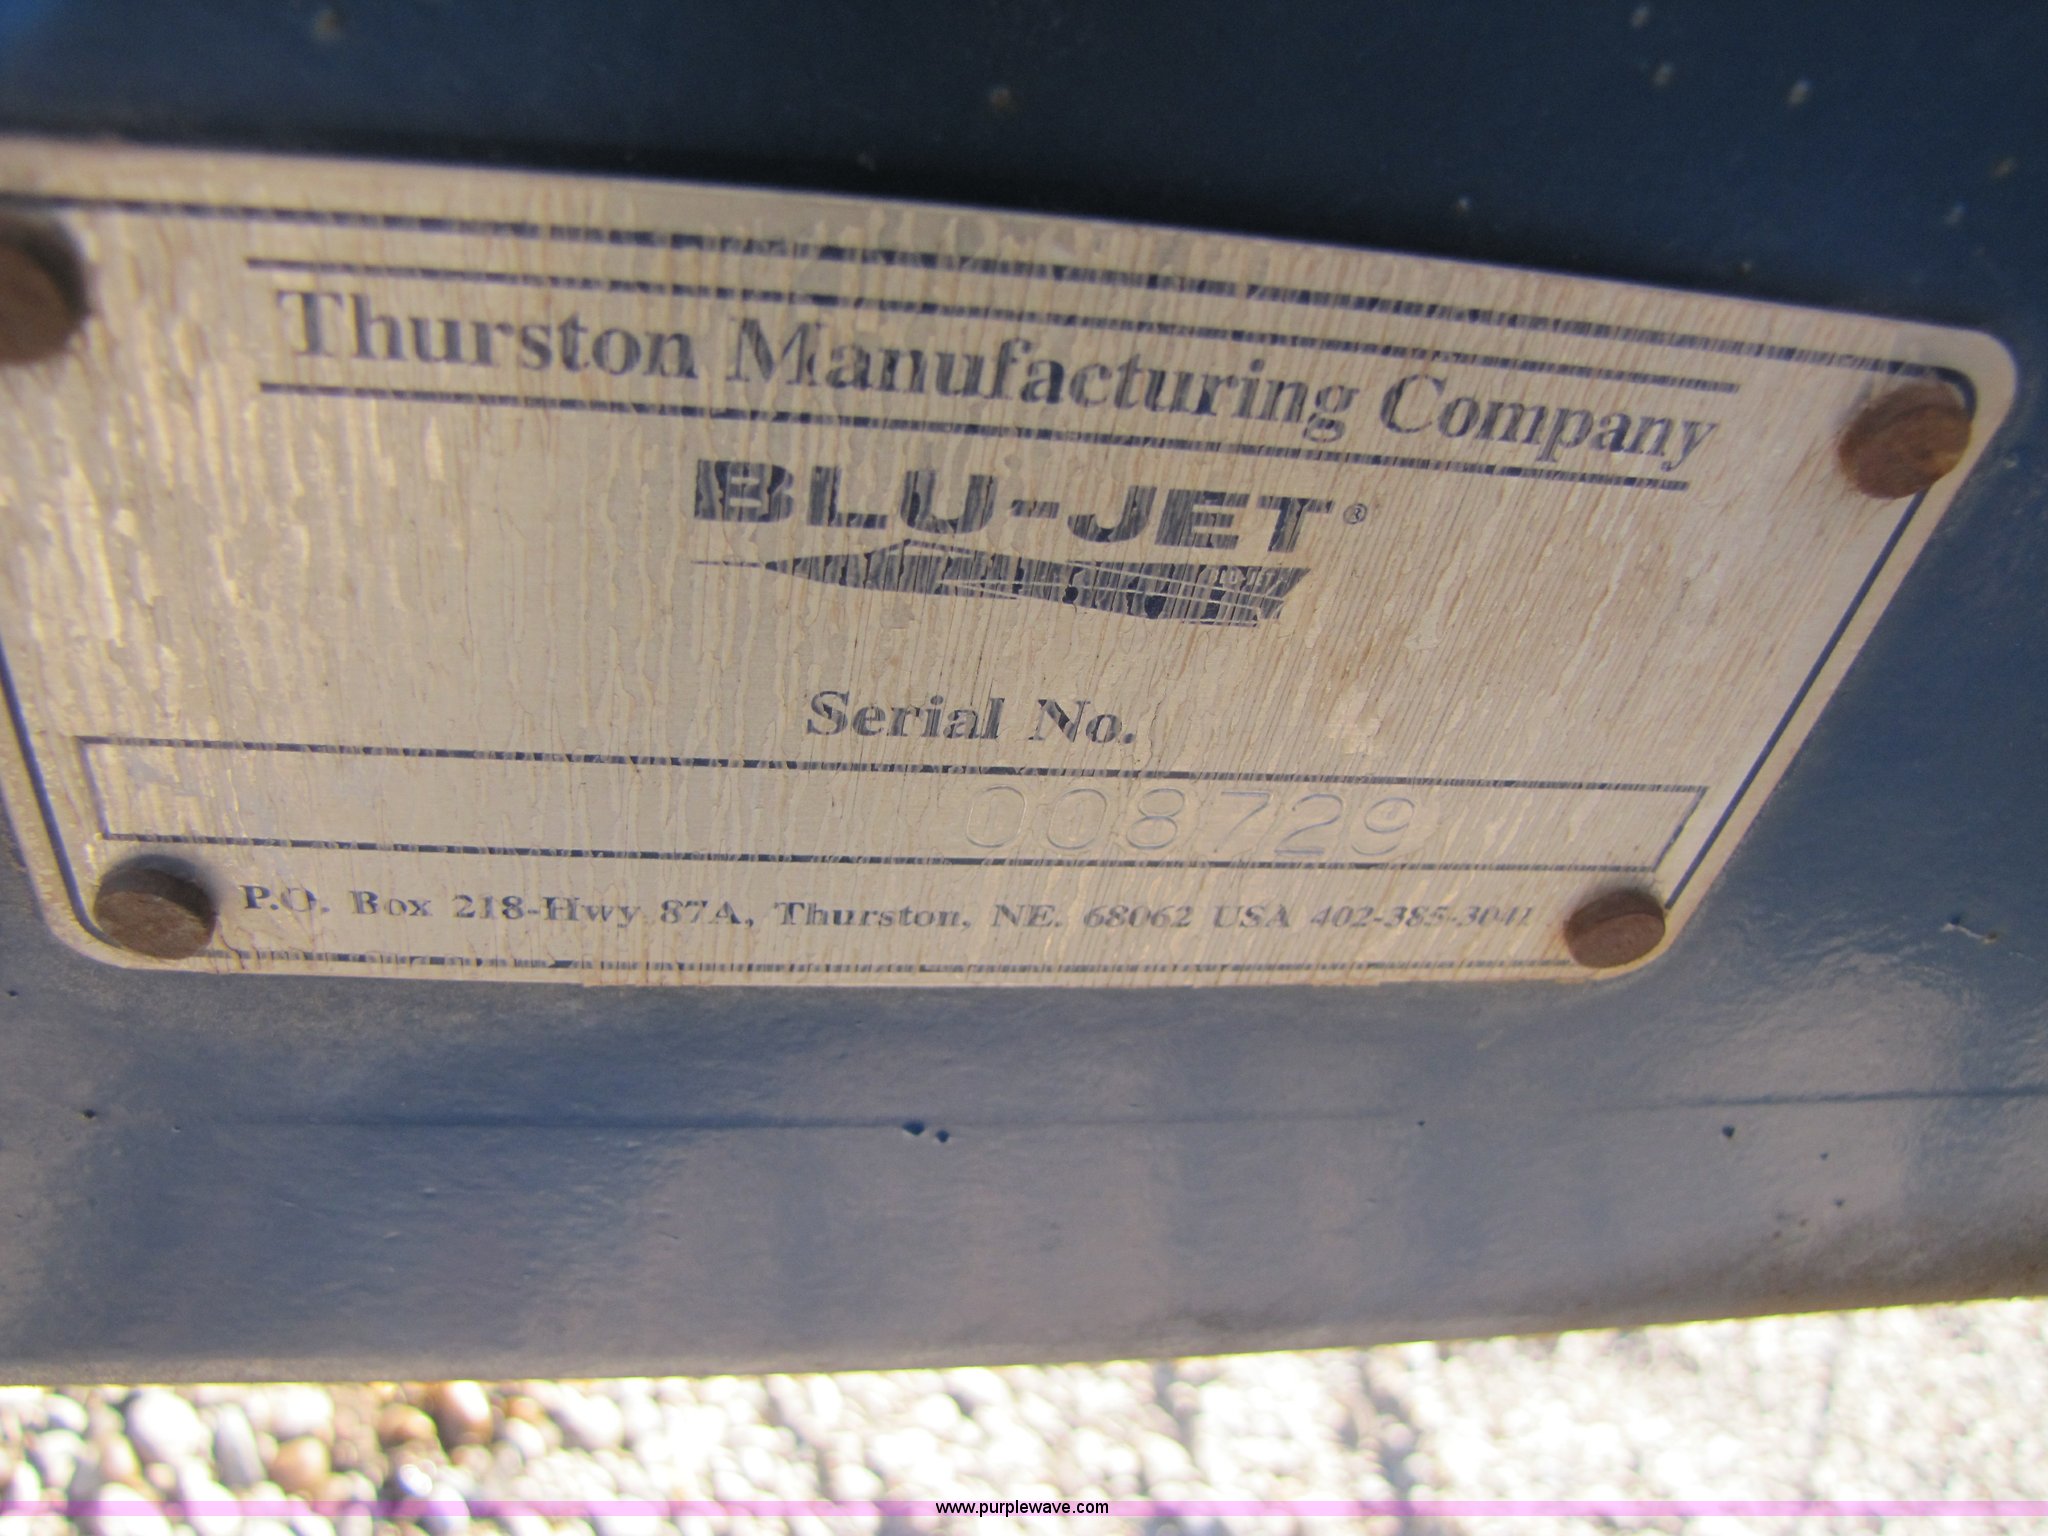 Thurston Manufacturing Company
BLU-JET®
Serial No.
008729
P.O. Box 218-Hwy 87A, Thurston, NE. 68062 USA 402-385-3041
www.purplewave.com